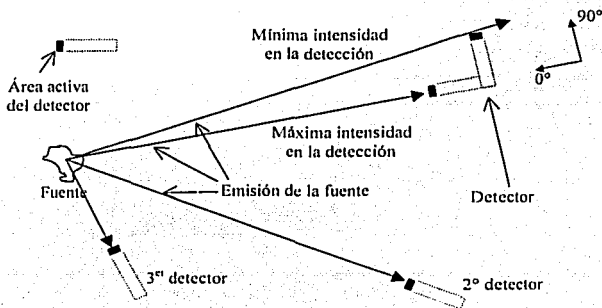 Mínima intensidad
en la detección
90°
0°
Área activa
del detector
Máxima intensidad
en la detección
Fuente
Emisión de la fuente
Detector
3er detector
2° detector